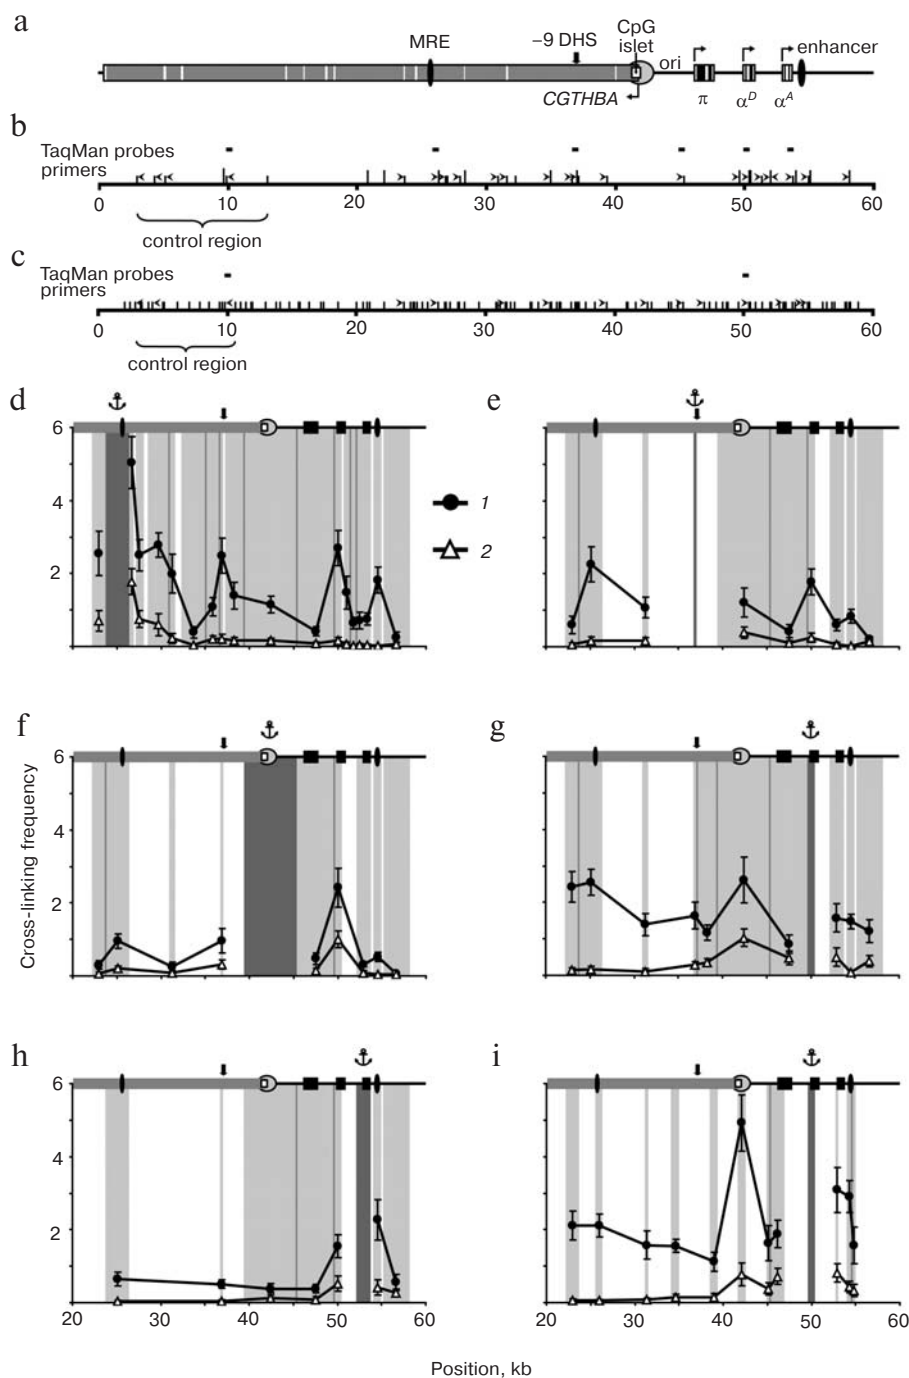 a
MRE
–9 DHS
CpG
islet
ori
enhancer
CGTHBA
π
α^D
α^A
b
TaqMan probes
primers
0 10 20 30 40 50 60
control region
c
TaqMan probes
primers
0 10 20 30 40 50 60
control region
d
6
4
2
1
2
e
f
6
4
2
g
Cross-linking frequency
h
6
4
2
20 30 40 50 60
i
20 30 40 50 60
Position, kb